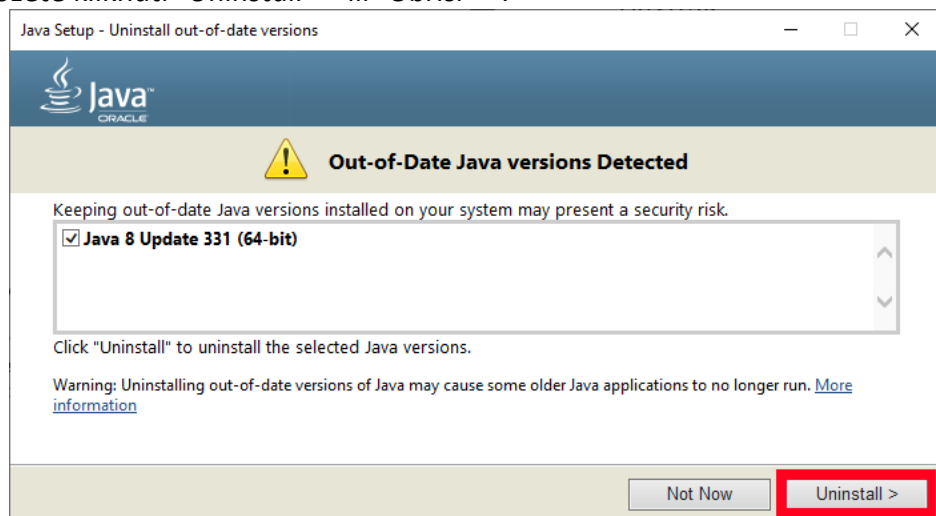 Java Setup - Uninstall out-of-date versions
Java
ORACLE
Out-of-Date Java versions Detected
Keeping out-of-date Java versions installed on your system may present a security risk.
Java 8 Update 331 (64-bit)
Click "Uninstall" to uninstall the selected Java versions.
Warning: Uninstalling out-of-date versions of Java may cause some older Java applications to no longer run. More
information
Not Now
Uninstall >